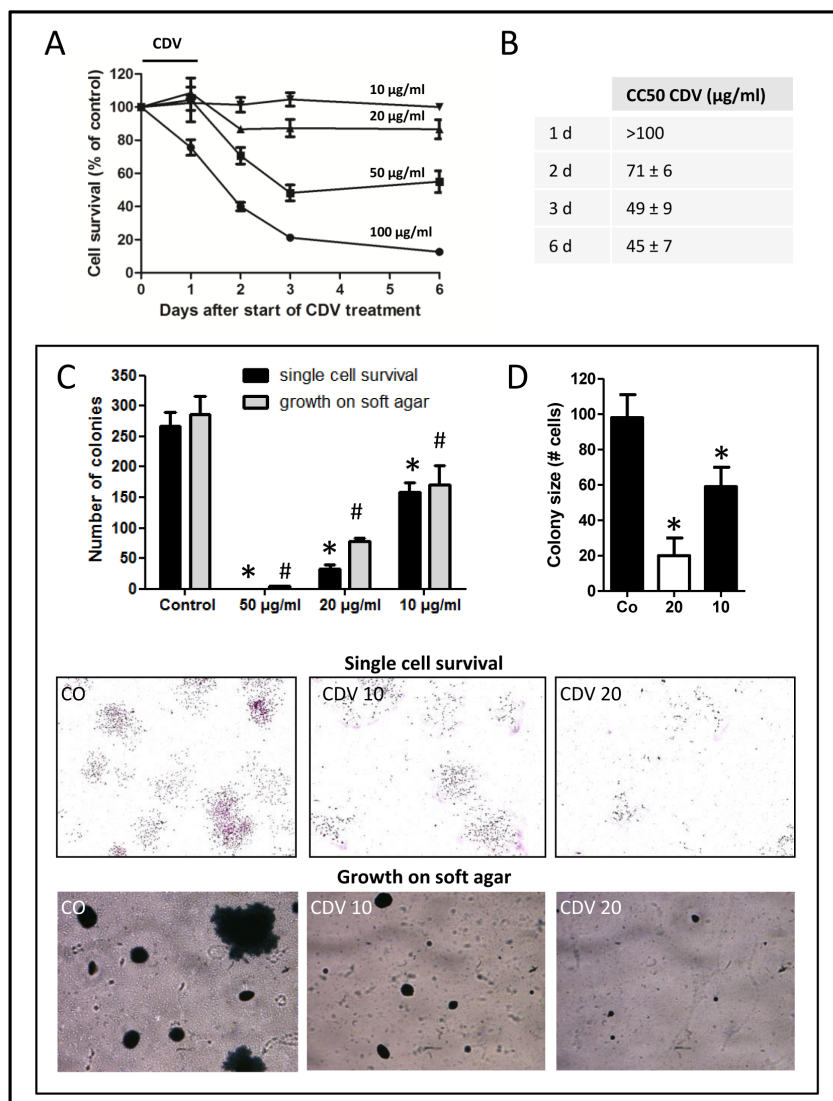 A
CDV
120
100
80
60
40
20
0
Cell survival (% of control)
10 µg/ml
20 µg/ml
50 µg/ml
100 µg/ml
0 1 2 3 4 5 6
Days after start of CDV treatment
B
CC50 CDV (µg/ml)
1 d >100
2 d 71 ± 6
3 d 49 ± 9
6 d 45 ± 7
C
350
300
250
200
150
100
50
0
Number of colonies
single cell survival
growth on soft agar
* #
* #
* #
Control 50 µg/ml 20 µg/ml 10 µg/ml
D
120
100
80
60
40
20
0
Colony size (# cells)
*
*
Co 20 10
Single cell survival
CO CDV 10 CDV 20
Growth on soft agar
CO CDV 10 CDV 20